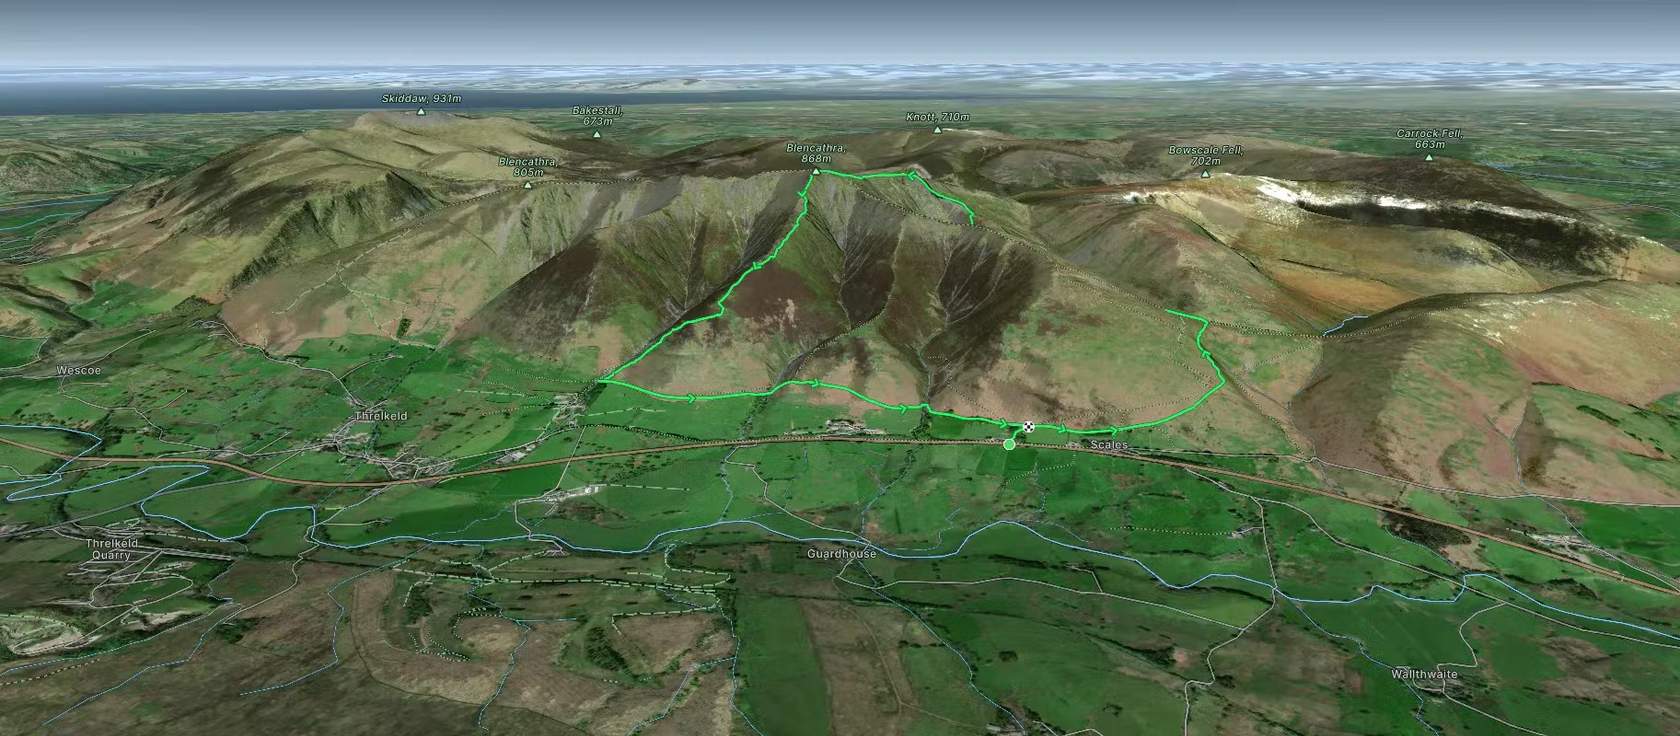 Skiddaw, 931m
Bakestall,
673m
Knott, 710m
Carrock Fell,
663m
Blencathra,
868m
Bowscale Fell,
702m
Blencathra,
805m
Wescoe
Threlkeld
Scales
Threlkeld
Quarry
Guardhouse
Wallthwaite